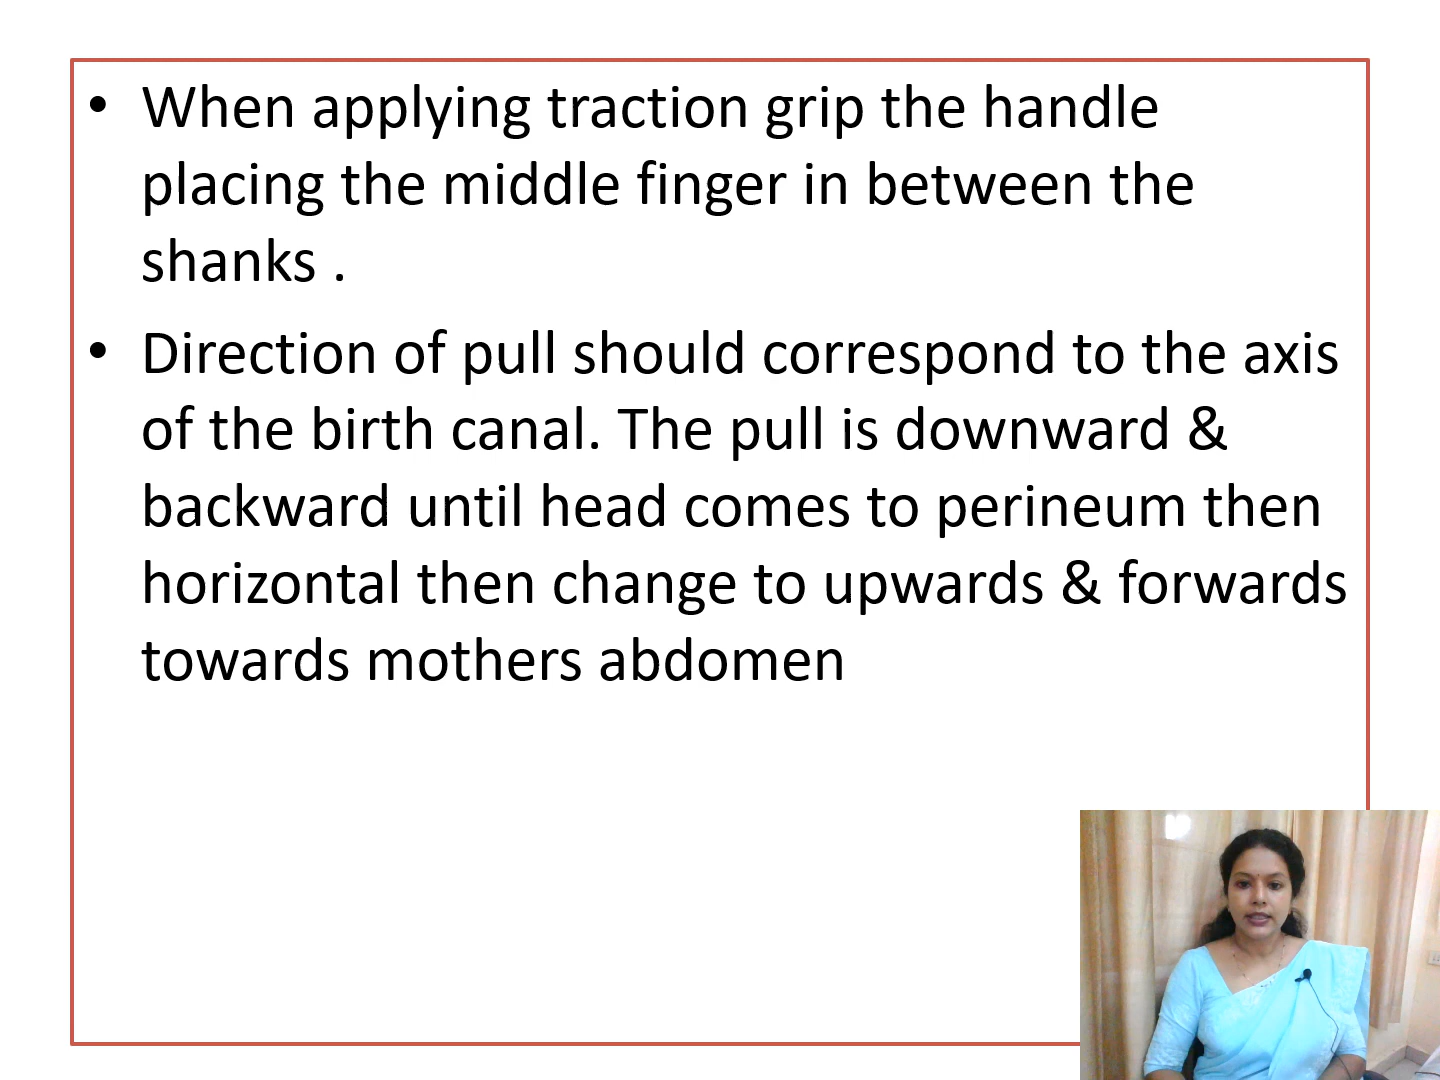 • When applying traction grip the handle
placing the middle finger in between the
shanks .
• Direction of pull should correspond to the axis
of the birth canal. The pull is downward &
backward until head comes to perineum then
horizontal then change to upwards & forwards
towards mothers abdomen